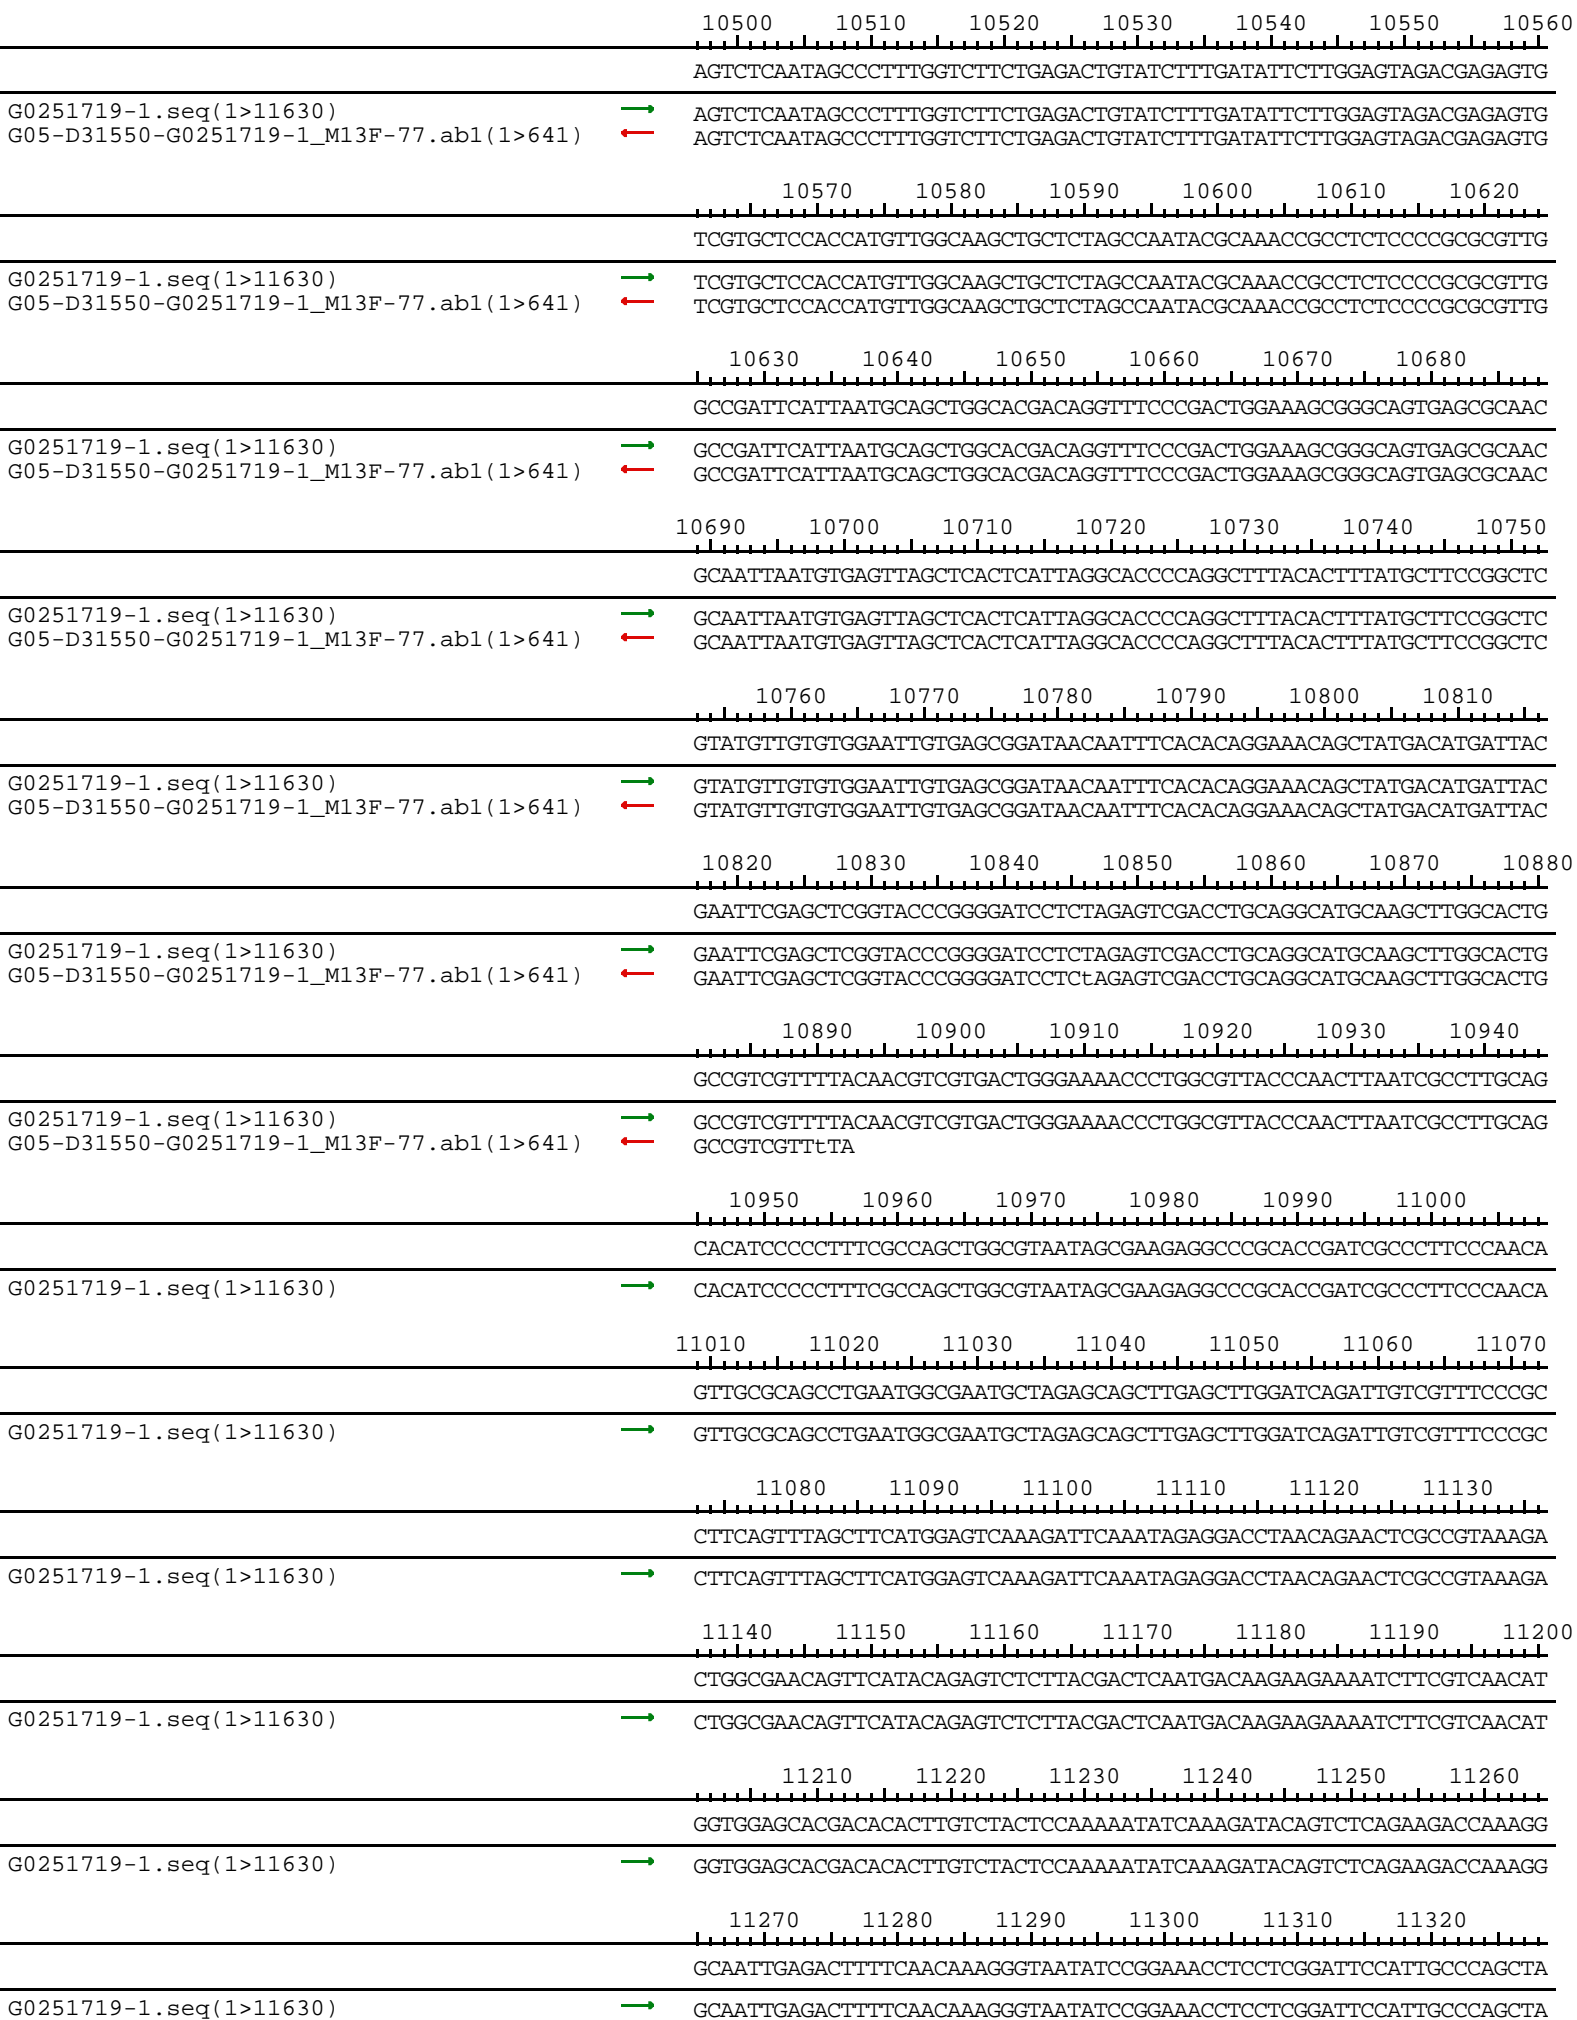 10500 10510 10520 10530 10540 10550 10560
AGTCTCAATAGCCCTTTGGTCTTCTGAGACTGTATCTTTGATATTCTTGGAGTAGACGAGAGTG
G0251719-1.seq(1>11630) AGTCTCAATAGCCCTTTGGTCTTCTGAGACTGTATCTTTGATATTCTTGGAGTAGACGAGAGTG
G05-D31550-G0251719-1_M13F-77.ab1(1>641) AGTCTCAATAGCCCTTTGGTCTTCTGAGACTGTATCTTTGATATTCTTGGAGTAGACGAGAGTG
10570 10580 10590 10600 10610 10620
TCGTGCTCCACCATGTTGGCAAGCTGCTCTAGCCAATACGCAAACCGCCTCTCCCCGCGCGTTG
G0251719-1.seq(1>11630) TCGTGCTCCACCATGTTGGCAAGCTGCTCTAGCCAATACGCAAACCGCCTCTCCCCGCGCGTTG
G05-D31550-G0251719-1_M13F-77.ab1(1>641) TCGTGCTCCACCATGTTGGCAAGCTGCTCTAGCCAATACGCAAACCGCCTCTCCCCGCGCGTTG
10630 10640 10650 10660 10670 10680
GCCGATTCATTAATGCAGCTGGCACGACAGGTTTCCCGACTGGAAAGCGGGCAGTGAGCGCAAC
G0251719-1.seq(1>11630) GCCGATTCATTAATGCAGCTGGCACGACAGGTTTCCCGACTGGAAAGCGGGCAGTGAGCGCAAC
G05-D31550-G0251719-1_M13F-77.ab1(1>641) GCCGATTCATTAATGCAGCTGGCACGACAGGTTTCCCGACTGGAAAGCGGGCAGTGAGCGCAAC
10690 10700 10710 10720 10730 10740 10750
GCAATTAATGTGAGTTAGCTCACTCATTAGGCACCCCAGGCTTTACACTTTATGCTTCCGGCTC
G0251719-1.seq(1>11630) GCAATTAATGTGAGTTAGCTCACTCATTAGGCACCCCAGGCTTTACACTTTATGCTTCCGGCTC
G05-D31550-G0251719-1_M13F-77.ab1(1>641) GCAATTAATGTGAGTTAGCTCACTCATTAGGCACCCCAGGCTTTACACTTTATGCTTCCGGCTC
10760 10770 10780 10790 10800 10810
GTATGTTGTGTGGAATTGTGAGCGGATAACAATTTCACACAGGAAACAGCTATGACATGATTAC
G0251719-1.seq(1>11630) GTATGTTGTGTGGAATTGTGAGCGGATAACAATTTCACACAGGAAACAGCTATGACATGATTAC
G05-D31550-G0251719-1_M13F-77.ab1(1>641) GTATGTTGTGTGGAATTGTGAGCGGATAACAATTTCACACAGGAAACAGCTATGACATGATTAC
10820 10830 10840 10850 10860 10870 10880
GAATTCGAGCTCGGTACCCGGGGATCCTCTAGAGTCGACCTGCAGGCATGCAAGCTTGGCACTG
G0251719-1.seq(1>11630) GAATTCGAGCTCGGTACCCGGGGATCCTCTAGAGTCGACCTGCAGGCATGCAAGCTTGGCACTG
G05-D31550-G0251719-1_M13F-77.ab1(1>641) GAATTCGAGCTCGGTACCCGGGGATCCTCtAGAGTCGACCTGCAGGCATGCAAGCTTGGCACTG
10890 10900 10910 10920 10930 10940
GCCGTCGTTTTACAACGTCGTGACTGGGAAAACCCTGGCGTTACCCAACTTAATCGCCTTGCAG
G0251719-1.seq(1>11630) GCCGTCGTTTTACAACGTCGTGACTGGGAAAACCCTGGCGTTACCCAACTTAATCGCCTTGCAG
G05-D31550-G0251719-1_M13F-77.ab1(1>641) GCCGTCGTTtTA
10950 10960 10970 10980 10990 11000
CACATCCCCCTTTCGCCAGCTGGCGTAATAGCGAAGAGGCCCGCACCGATCGCCCTTCCCAACA
G0251719-1.seq(1>11630) CACATCCCCCTTTCGCCAGCTGGCGTAATAGCGAAGAGGCCCGCACCGATCGCCCTTCCCAACA
11010 11020 11030 11040 11050 11060 11070
GTTGCGCAGCCTGAATGGCGAATGCTAGAGCAGCTTGAGCTTGGATCAGATTGTCGTTTCCCGC
G0251719-1.seq(1>11630) GTTGCGCAGCCTGAATGGCGAATGCTAGAGCAGCTTGAGCTTGGATCAGATTGTCGTTTCCCGC
11080 11090 11100 11110 11120 11130
CTTCAGTTTAGCTTCATGGAGTCAAAGATTCAAATAGAGGACCTAACAGAACTCGCCGTAAAGA
G0251719-1.seq(1>11630) CTTCAGTTTAGCTTCATGGAGTCAAAGATTCAAATAGAGGACCTAACAGAACTCGCCGTAAAGA
11140 11150 11160 11170 11180 11190 11200
CTGGCGAACAGTTCATACAGAGTCTCTTACGACTCAATGACAAGAAGAAAATCTTCGTCAACAT
G0251719-1.seq(1>11630) CTGGCGAACAGTTCATACAGAGTCTCTTACGACTCAATGACAAGAAGAAAATCTTCGTCAACAT
11210 11220 11230 11240 11250 11260
GGTGGAGCACGACACACTTGTCTACTCCAAAAATATCAAAGATACAGTCTCAGAAGACCAAAGG
G0251719-1.seq(1>11630) GGTGGAGCACGACACACTTGTCTACTCCAAAAATATCAAAGATACAGTCTCAGAAGACCAAAGG
11270 11280 11290 11300 11310 11320
GCAATTGAGACTTTTCAACAAAGGGTAATATCCGGAAACCTCCTCGGATTCCATTGCCCAGCTA
G0251719-1.seq(1>11630) GCAATTGAGACTTTTCAACAAAGGGTAATATCCGGAAACCTCCTCGGATTCCATTGCCCAGCTA